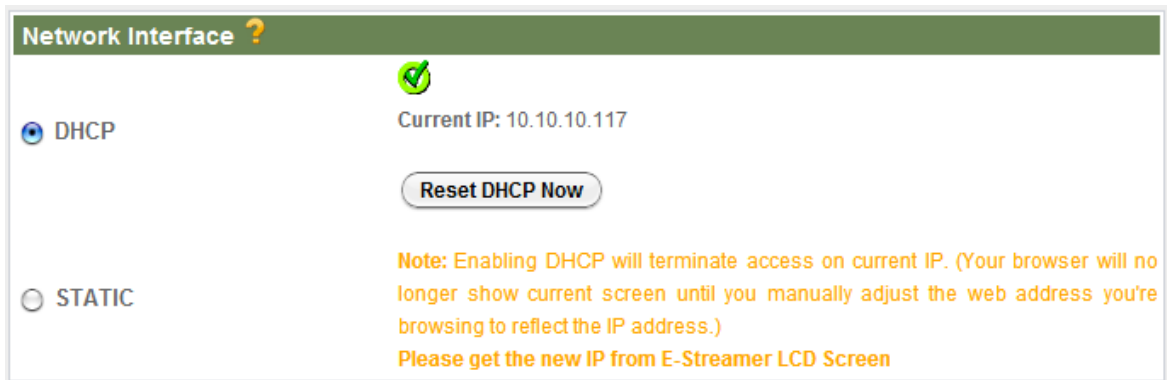 Network Interface ?
DHCP
Current IP: 10.10.10.117
Reset DHCP Now
STATIC
Note: Enabling DHCP will terminate access on current IP. (Your browser will no
longer show current screen until you manually adjust the web address you're
browsing to reflect the IP address.)
Please get the new IP from E-Streamer LCD Screen